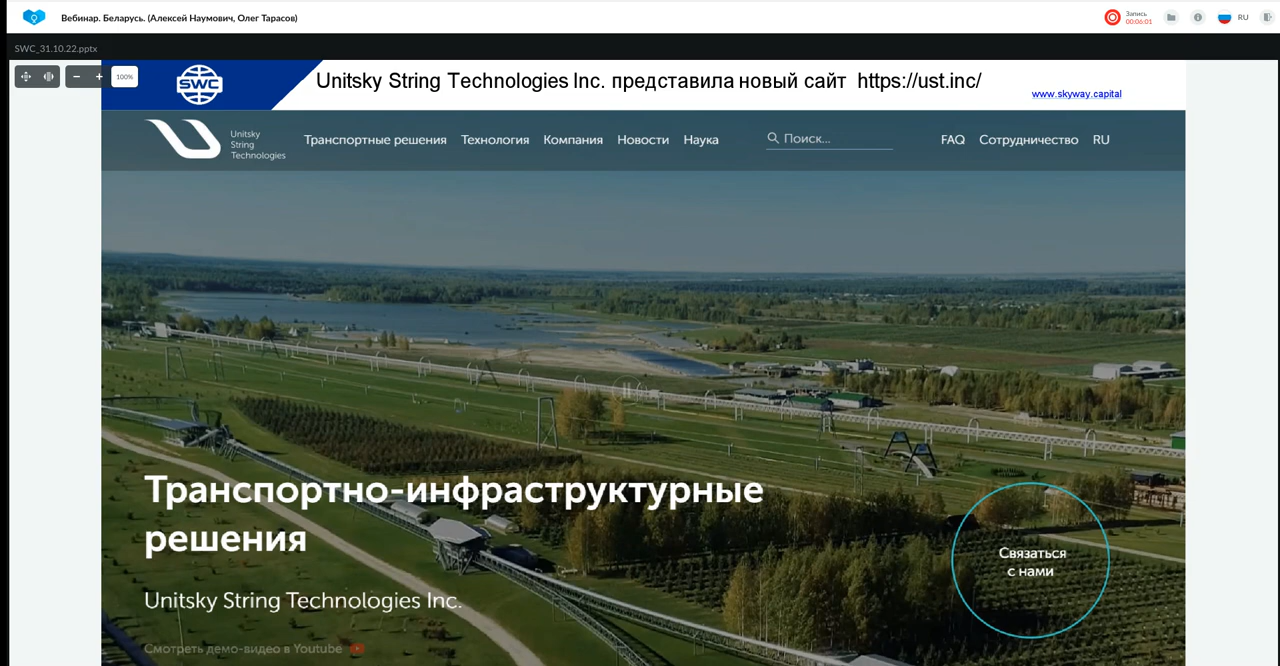 Вебинар. Беларусь. (Алексей Наумович, Олег Тарасов)
Запись
00:06:01
RU
SWC_31.10.22.pptx
100%
SWC
Unitsky String Technologies Inc. представила новый сайт https://ust.inc/
www.skyway.capital
Unitsky
String
Technologies
Транспортные решения Технология Компания Новости Наука
Поиск...
FAQ Сотрудничество RU
Транспортно-инфраструктурные
решения
Связаться
с нами
Unitsky String Technologies Inc.
Смотреть демо-видео в Youtube